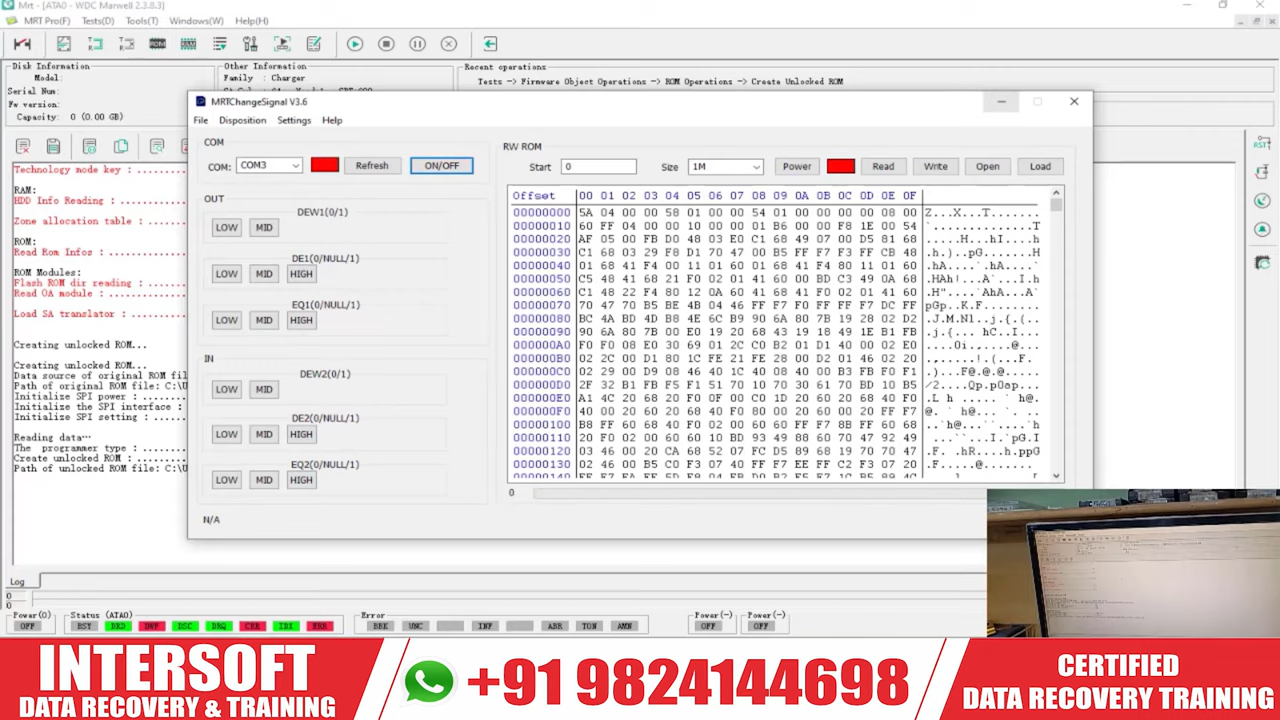 Mrt - [ATA0 - WDC Marwell 2.3.8.3]
MRT Pro(F) Tests(D) Tools(T) Windows(W) Help(H)
Disk Information
Model:
Serial Num:
Fw version:
Capacity: 0 (0.00 GB)
Other Information
Family : Charger
Recent operations
Tests -> Firmware Object Operations -> ROM Operations -> Create Unlocked ROM
Technology mode key : ........
RAM:
HDD Info Reading : ........
Zone allocation table : ........
ROM:
Read Rom Infos : ........
ROM Modules:
Flash ROM dir reading : ........
Read OA module : ........
Load SA translator : ........
Creating unlocked ROM...
Creating unlocked ROM...
Data source of original ROM fil
Path of original ROM file: C:\U
Initialize SPI power :
Initialize the SPI interface :
Initialize SPI setting :
Reading data…
The programmer type :
Create unlocked ROM :
Path of unlocked ROM file: C:\U
Log
MRTChangeSignal V3.6
File Disposition Settings Help
COM
COM: COM3 Refresh ON/OFF
OUT
DEW1(0/1)
LOW MID
DE1(0/NULL/1)
LOW MID HIGH
EQ1(0/NULL/1)
LOW MID HIGH
IN
DEW2(0/1)
LOW MID
DE2(0/NULL/1)
LOW MID HIGH
EQ2(0/NULL/1)
LOW MID HIGH
N/A
RW ROM
Start 0 Size 1M Power Read Write Open Load
Offset 00 01 02 03 04 05 06 07 08 09 0A 0B 0C 0D 0E 0F
00000000 5A 04 00 00 58 01 00 00 54 01 00 00 00 00 08 00 Z...X...T.......
00000010 60 FF 04 00 00 10 00 00 01 B6 00 00 F8 1E 00 54
00000020 AF 05 00 FB D0 48 03 E0 C1 68 49 07 00 D5 81 68
00000030 C1 68 03 29 F8 D1 70 47 00 B5 FF F7 E3 FF CB 48
00000040 01 68 41 F4 00 11 01 60 01 68 41 F4 80 11 01 60
00000050 C5 48 41 68 21 F0 02 01 41 60 00 BD C3 49 0A 68
00000060 C1 48 22 F4 80 12 0A 60 41 68 41 F0 02 01 41 60
00000070 70 47 70 B5 BE 4B 04 46 FF F7 F0 FF FF F7 DC FF
00000080 BC 4A BD 4D B8 4E 6C B9 90 6A 80 7B 19 28 02 D2
00000090 90 6A 80 7B 00 E0 19 20 68 43 19 18 49 1E B1 FB
000000A0 F0 F0 08 E0 30 69 01 2C C0 B2 01 D1 40 00 02 E0
000000B0 02 2C 00 D1 80 1C FE 21 FE 28 00 D2 01 46 02 20
000000C0 02 29 00 D9 08 46 40 1C 40 1E 40 00 B3 FB F0 F1
000000D0 2F 32 B1 FB F5 F1 51 70 10 70 30 61 70 BD 10 B5
000000E0 A1 4C 20 68 20 F0 0F 00 C0 1D 20 60 20 68 40 F0
000000F0 40 00 20 60 20 68 4D F0 80 00 20 60 00 20 FF F7
00000100 B8 FF 60 68 40 F0 02 00 60 60 FF F7 8B FF 60 68
00000110 20 F0 02 00 60 60 10 BD 93 49 88 60 70 47 92 49
00000120 03 46 00 20 CA 68 52 07 FC D5 89 68 19 70 70 47
00000130 02 46 00 B5 C0 F3 07 40 FF F7 EE FF C2 F3 07 20
0
Power(0) OFF
Status (ATA0)
BSY DRD DWF DSC DRQ CRR IDX ERR
Error
BBK UNC INF ABR TON AMN
Power(-) OFF
Power(-) OFF
INTERSOFT
DATA RECOVERY & TRAINING
+91 9824144698
CERTIFIED
DATA RECOVERY TRAINING